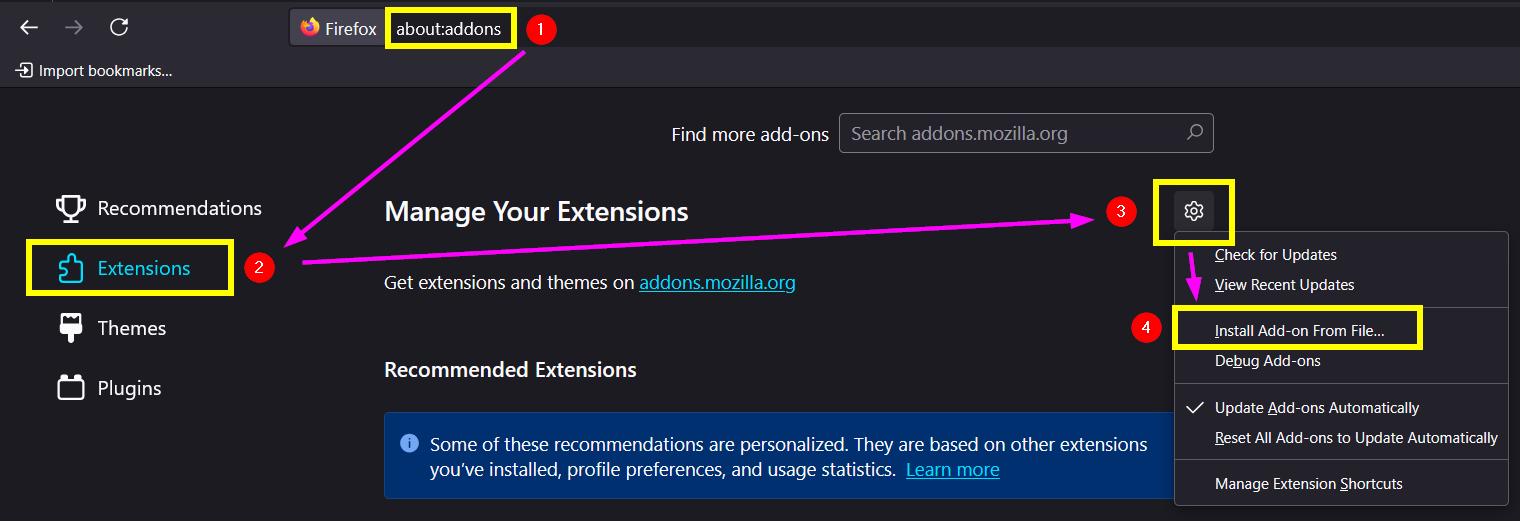 Firefox about:addons 1
Import bookmarks...
Find more add-ons Search addons.mozilla.org
Recommendations
Extensions 2
Themes
Plugins
Manage Your Extensions 3
Get extensions and themes on addons.mozilla.org
Recommended Extensions
Some of these recommendations are personalized. They are based on other extensions
you've installed, profile preferences, and usage statistics. Learn more
Check for Updates
View Recent Updates
4 Install Add-on From File...
Debug Add-ons
Update Add-ons Automatically
Reset All Add-ons to Update Automatically
Manage Extension Shortcuts